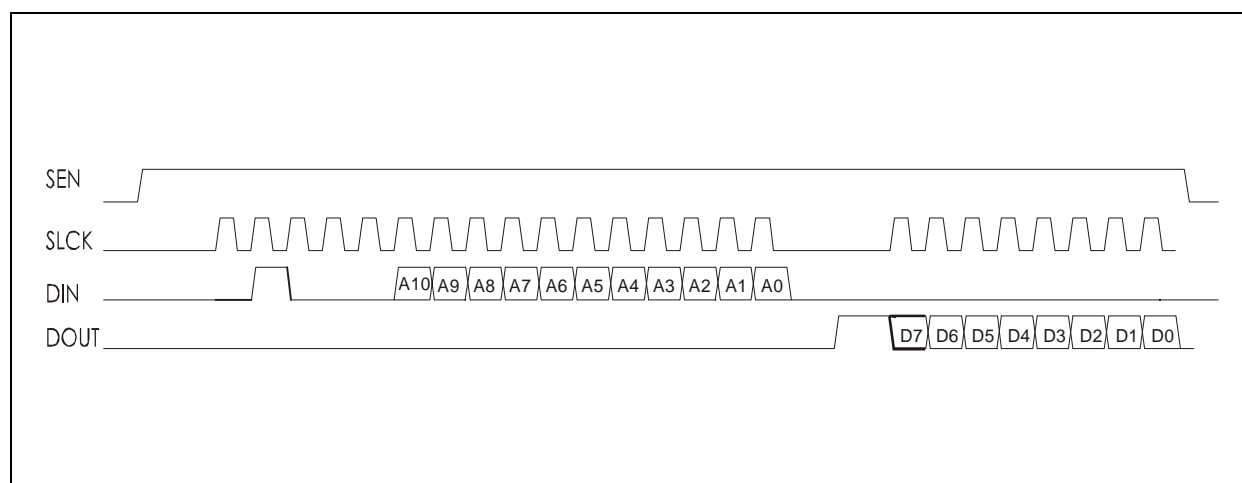 SEN
SLCK
DIN A10 A9 A8 A7 A6 A5 A4 A3 A2 A1 A0
DOUT D7 D6 D5 D4 D3 D2 D1 D0